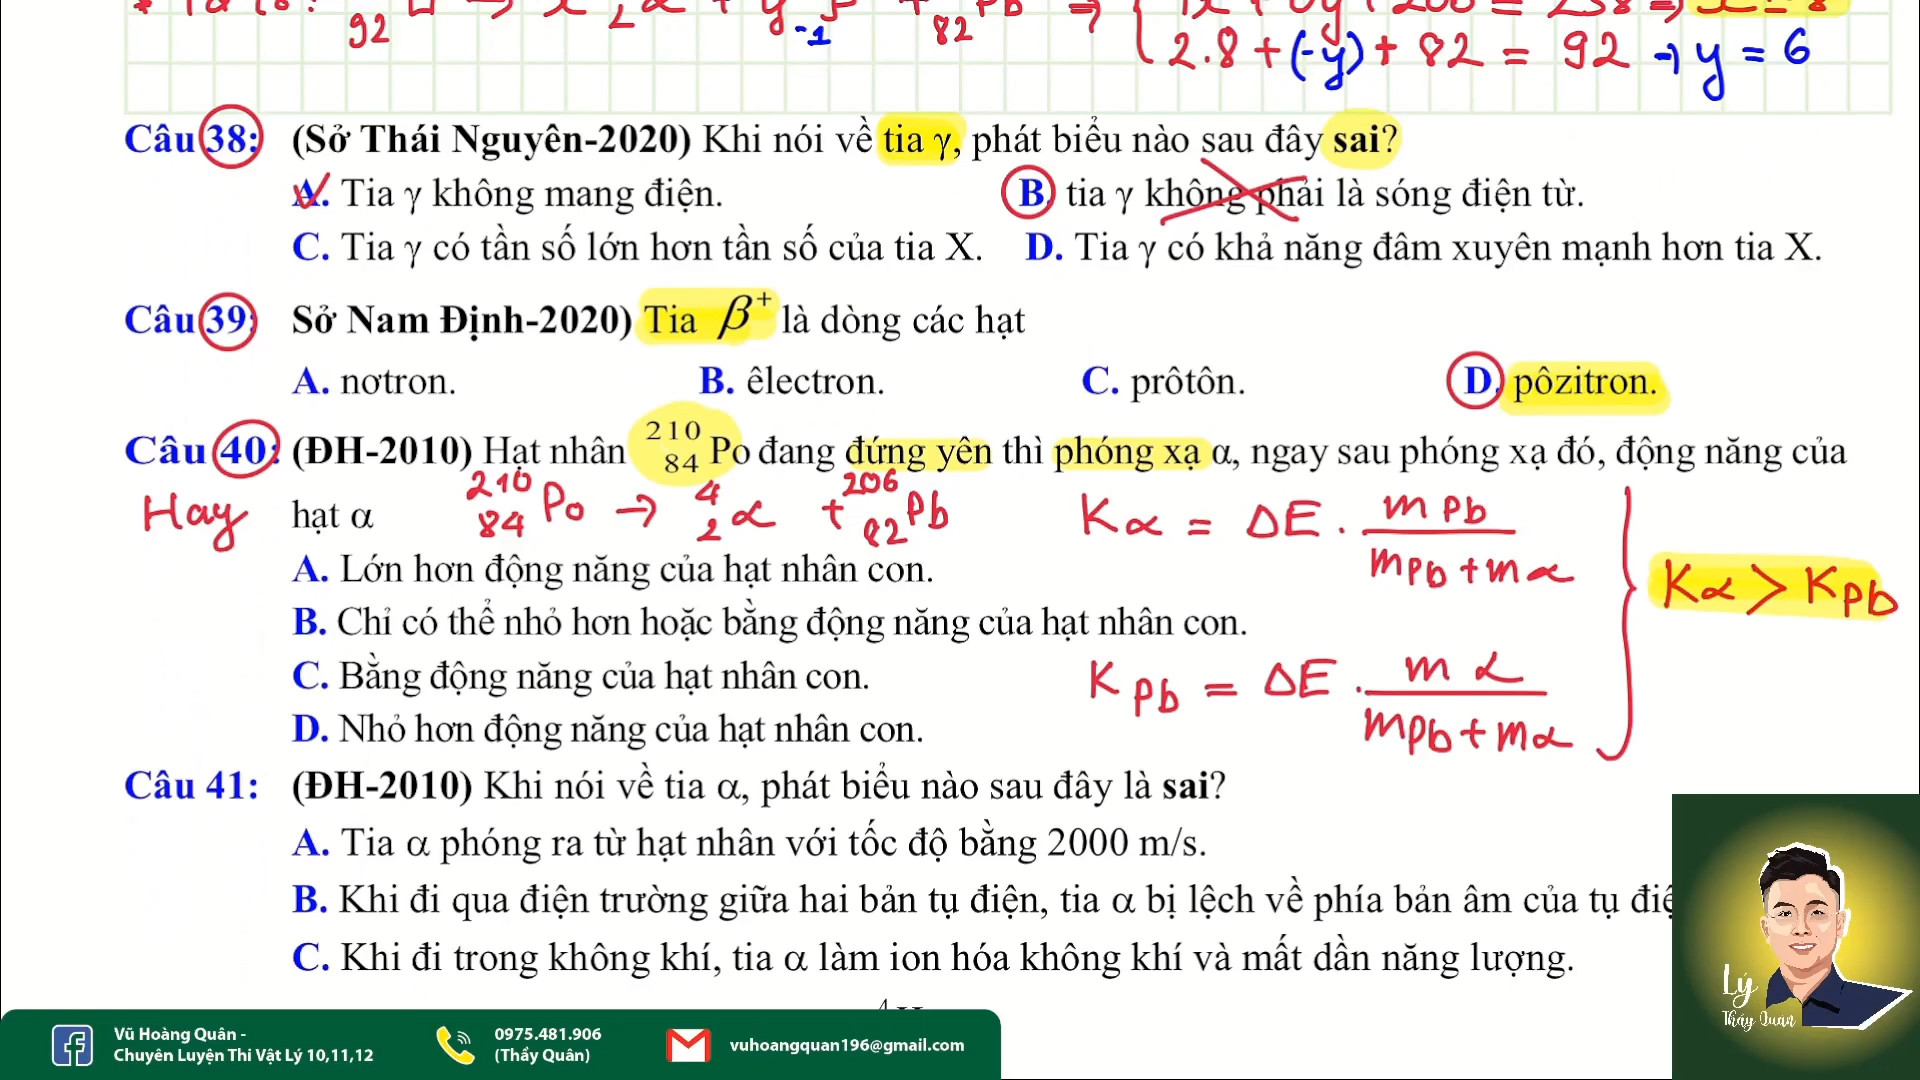 92 2 -1 82
2.8 + (-y) + 82 = 92 → y = 6
Câu 38: (Sở Thái Nguyên-2020) Khi nói về tia γ, phát biểu nào sau đây sai?
A. Tia γ không mang điện. B. tia γ không phải là sóng điện từ.
C. Tia γ có tần số lớn hơn tần số của tia X. D. Tia γ có khả năng đâm xuyên mạnh hơn tia X.
Câu 39: Sở Nam Định-2020) Tia β⁺ là dòng các hạt
A. nơtron. B. êlectron. C. prôtôn. D. pôzitron.
Câu 40: (ĐH-2010) Hạt nhân ²¹⁰₈₄Po đang đứng yên thì phóng xạ α, ngay sau phóng xạ đó, động năng của
Hay hạt α ²¹⁰₈₄Po → ⁴₂α + ²⁰⁶₈₂Pb Kα = ΔE . mPb / (mPb + mα)
A. Lớn hơn động năng của hạt nhân con. Kα > KPb
B. Chỉ có thể nhỏ hơn hoặc bằng động năng của hạt nhân con.
C. Bằng động năng của hạt nhân con. KPb = ΔE . mα / (mPb + mα)
D. Nhỏ hơn động năng của hạt nhân con.
Câu 41: (ĐH-2010) Khi nói về tia α, phát biểu nào sau đây là sai?
A. Tia α phóng ra từ hạt nhân với tốc độ bằng 2000 m/s.
B. Khi đi qua điện trường giữa hai bản tụ điện, tia α bị lệch về phía bản âm của tụ
C. Khi đi trong không khí, tia α làm ion hóa không khí và mất dần năng lượng.
Lý
Thầy Quân
Vũ Hoàng Quân -
Chuyên Luyện Thi Vật Lý 10,11,12
0975.481.906
(Thầy Quân)
vuhoangquan196@gmail.com